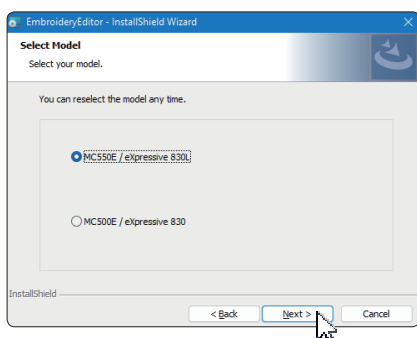 EmbroideryEditor - InstallShield Wizard
Select Model
Select your model.
You can reselect the model any time.
MC550E / eXpressive 830L
MC500E / eXpressive 830
InstallShield
< Back Next > Cancel